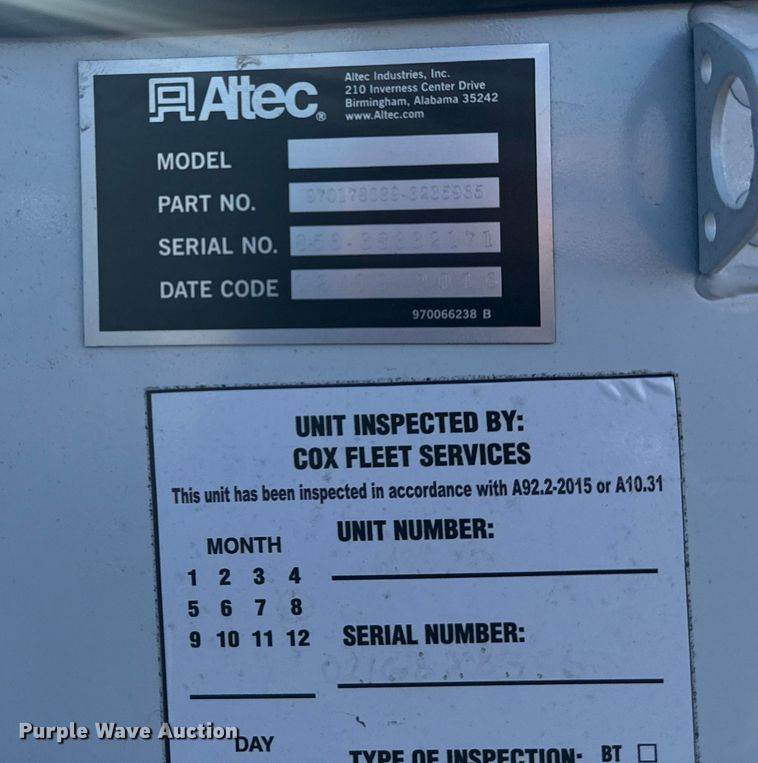 Altec®
Altec Industries, Inc.
210 Inverness Center Drive
Birmingham, Alabama 35242
www.Altec.com
MODEL
PART NO.
SERIAL NO.
DATE CODE
970066238 B
UNIT INSPECTED BY:
COX FLEET SERVICES
This unit has been inspected in accordance with A92.2-2015 or A10.31
MONTH
1 2 3 4
5 6 7 8
9 10 11 12
UNIT NUMBER:
SERIAL NUMBER:
DAY
TYPE OF INSPECTION: BT
Purple Wave Auction